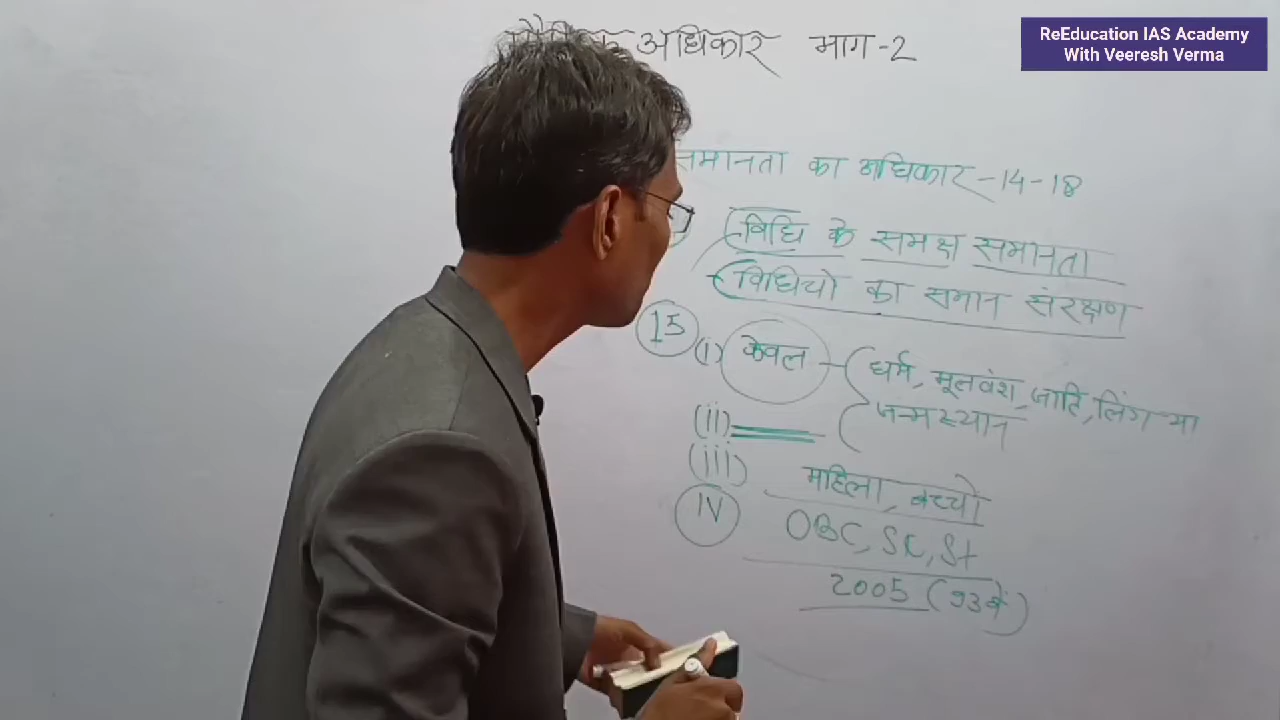 ReEducation IAS Academy
With Veeresh Verma
अधिकार भाग-2
समानता का अधिकार-14-18
विधि के समक्ष समानता
विधियो का समान संरक्षण
15 (i) केवल - धर्म, मूलवंश, जाति, लिंग या
जन्मस्थान
(ii)
(iii) महिला, बच्चो
IV OBC, SC, ST
2005 (93वें)